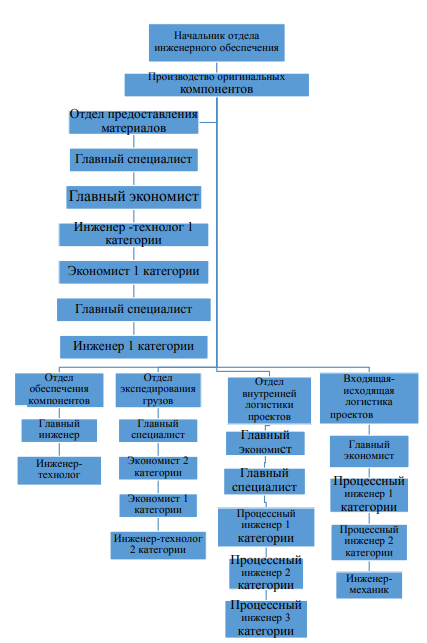 Начальник отдела
инженерного обеспечения
Производство оригинальных
компонентов
Отдел предоставления
материалов
Главный специалист
Главный экономист
Инженер -технолог 1
категории
Экономист 1 категории
Главный специалист
Инженер 1 категории
Отдел
обеспечения
компонентов
Главный
инженер
Инженер-
технолог
Отдел
экспедирования
грузов
Главный
специалист
Экономист 2
категории
Экономист 1
категории
Инженер-технолог
2 категории
Отдел
внутренней
логистики
проектов
Главный
экономист
Главный
специалист
Процессный
инженер 1
категории
Процессный
инженер 2
категории
Процессный
инженер 3
категории
Входящая-
исходящая
логистика
проектов
Главный
экономист
Процессный
инженер 1
категории
Процессный
инженер 2
категории
Инженер-
механик